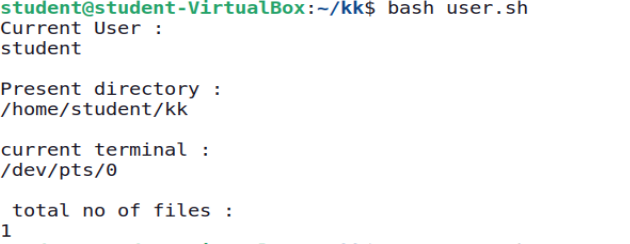 student@student-VirtualBox:~/kk$ bash user.sh
Current User :
student
Present directory :
/home/student/kk
current terminal :
/dev/pts/0
total no of files :
1